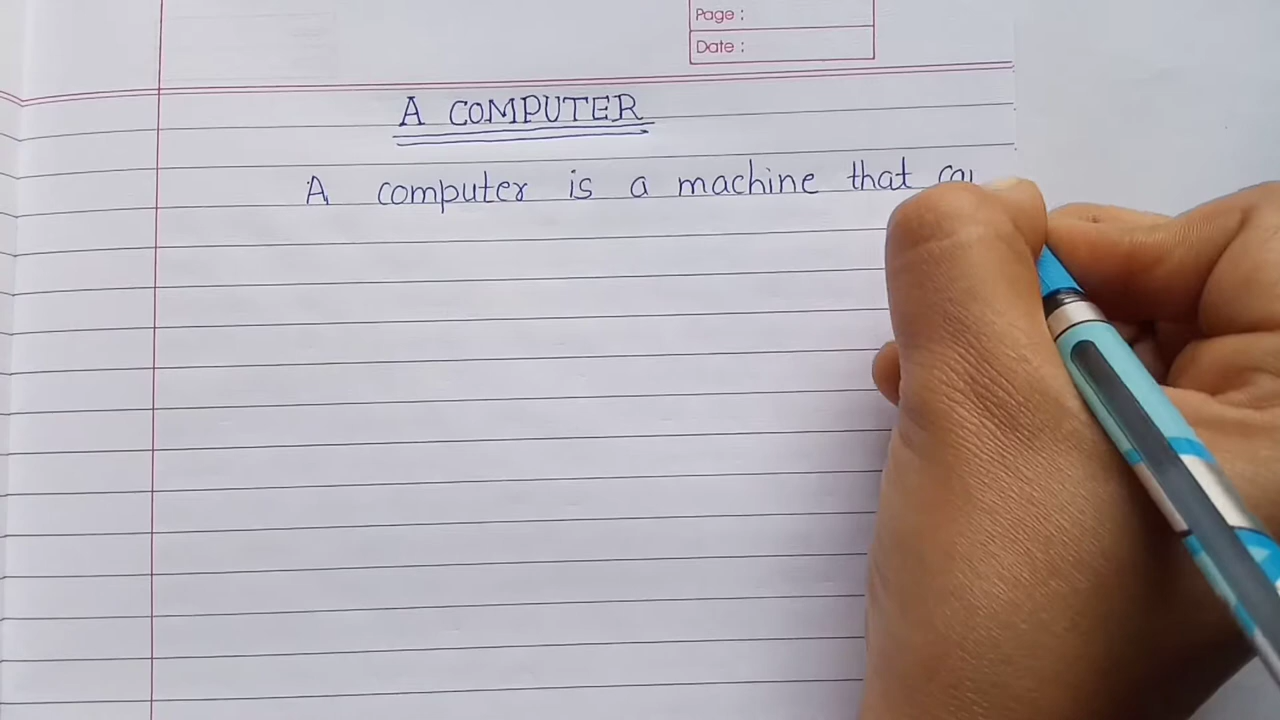 Page :
Date :
A COMPUTER
A computer is a machine that